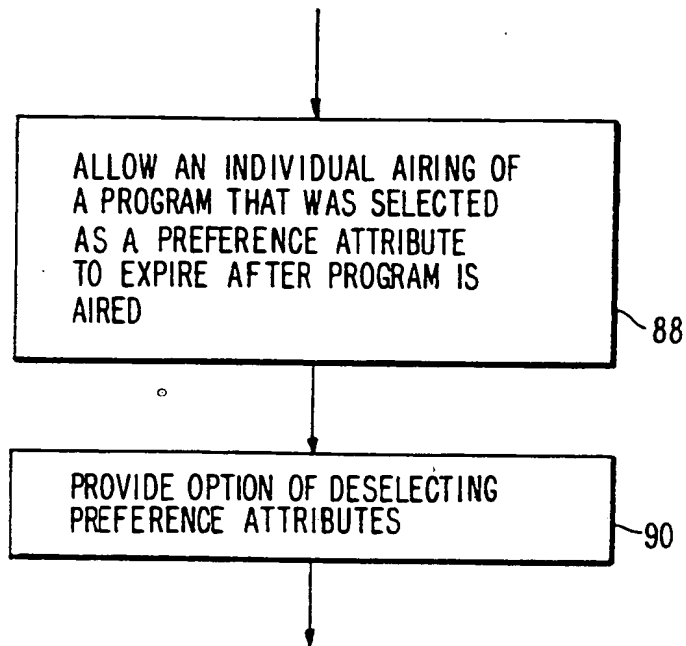 ALLOW AN INDIVIDUAL AIRING OF
A PROGRAM THAT WAS SELECTED
AS A PREFERENCE ATTRIBUTE
TO EXPIRE AFTER PROGRAM IS
AIRED
88
PROVIDE OPTION OF DESELECTING
PREFERENCE ATTRIBUTES
90